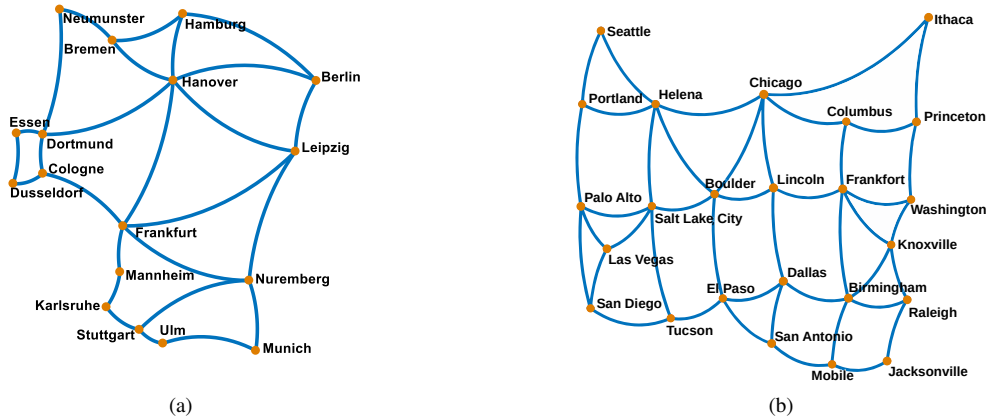 Neumunster
Hamburg
Bremen
Hanover
Berlin
Essen
Dortmund
Leipzig
Cologne
Dusseldorf
Frankfurt
Mannheim
Nuremberg
Karlsruhe
Stuttgart
Ulm
Munich
(a)
Ithaca
Seattle
Chicago
Portland
Helena
Columbus
Princeton
Boulder
Lincoln
Frankfort
Palo Alto
Salt Lake City
Washington
Knoxville
Las Vegas
Dallas
El Paso
Birmingham
San Diego
Raleigh
Tucson
San Antonio
Mobile
Jacksonville
(b)